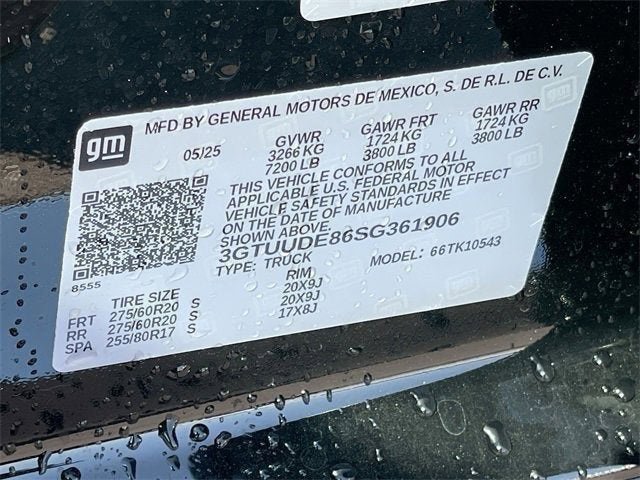 gm
MFD BY GENERAL MOTORS DE MEXICO, S. DE R.L. DE C.V.
05/25 GVWR GAWR FRT GAWR RR
3266 KG 1724 KG 1724 KG
7200 LB 3800 LB 3800 LB
THIS VEHICLE CONFORMS TO ALL
APPLICABLE U.S. FEDERAL MOTOR
VEHICLE SAFETY STANDARDS IN EFFECT
ON THE DATE OF MANUFACTURE
SHOWN ABOVE.
3GTUUDE86SG361906
TYPE: TRUCK MODEL: 66TK10543
8555
TIRE SIZE RIM
FRT 275/60R20 S 20X9J
RR 275/60R20 S 20X9J
SPA 255/80R17 S 17X8J